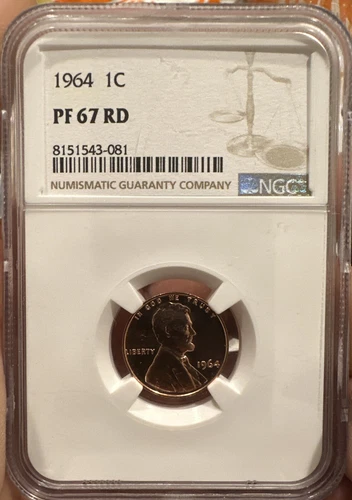 1964 1C
PF 67 RD
8151543-081
NUMISMATIC GUARANTY COMPANY
NGC
IN GOD WE TRUST
LIBERTY
1964